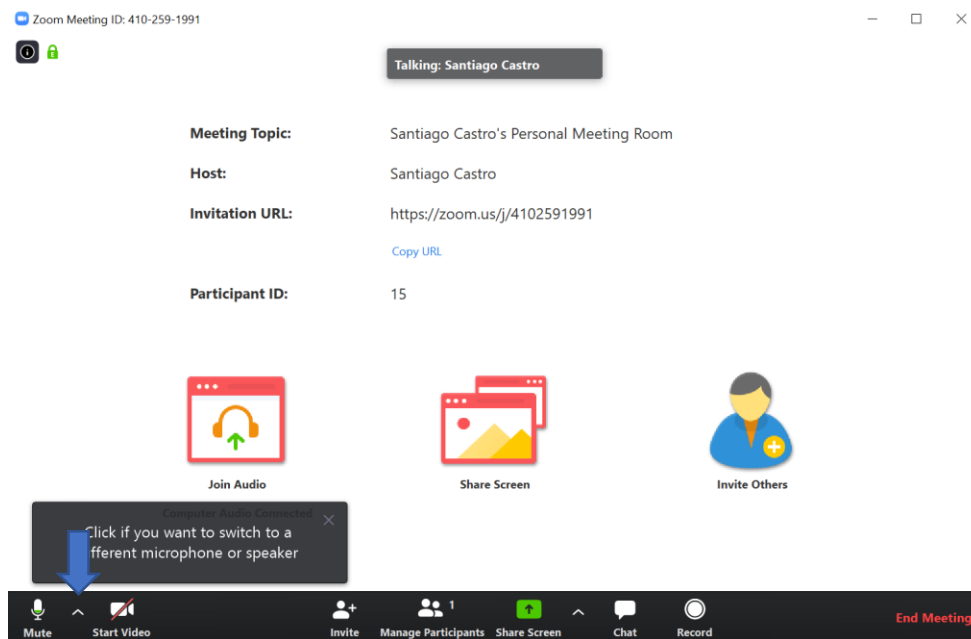 Zoom Meeting ID: 410-259-1991
Talking: Santiago Castro
Meeting Topic: Santiago Castro's Personal Meeting Room
Host: Santiago Castro
Invitation URL: https://zoom.us/j/4102591991
Copy URL
Participant ID: 15
Join Audio
Share Screen
Invite Others
Computer Audio Connected
Click if you want to switch to a
fferent microphone or speaker
Mute
Start Video
Invite
Manage Participants 1
Share Screen
Chat
Record
End Meeting